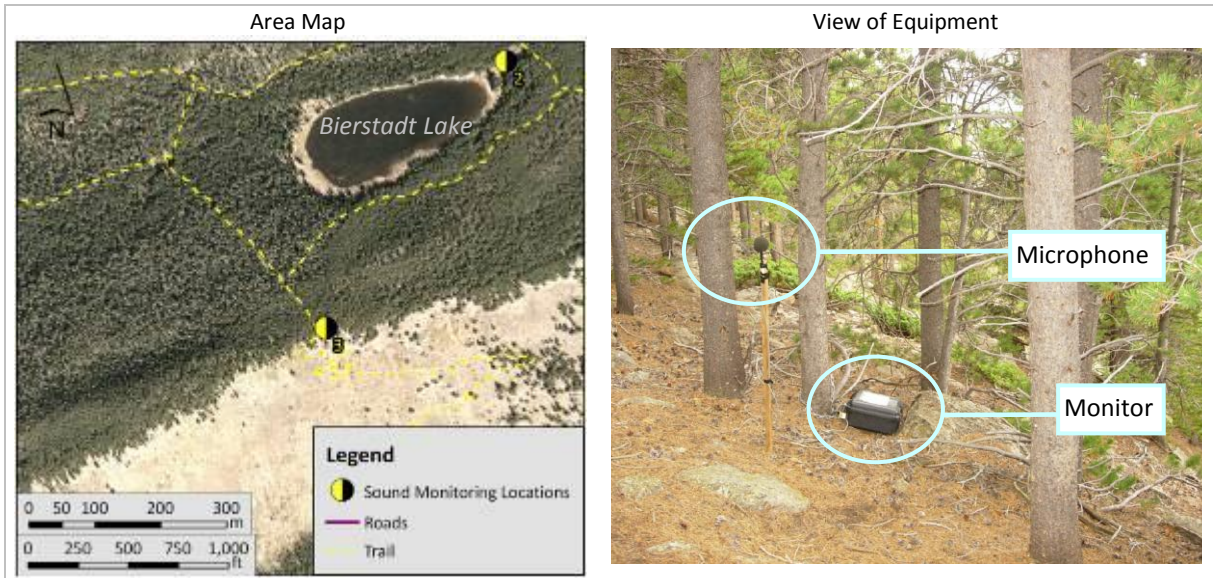 Area Map
View of Equipment
N
2
Bierstadt Lake
3
Microphone
Monitor
Legend
Sound Monitoring Locations
Roads
Trail
0 50 100 200 300
m
0 250 500 750 1,000
ft